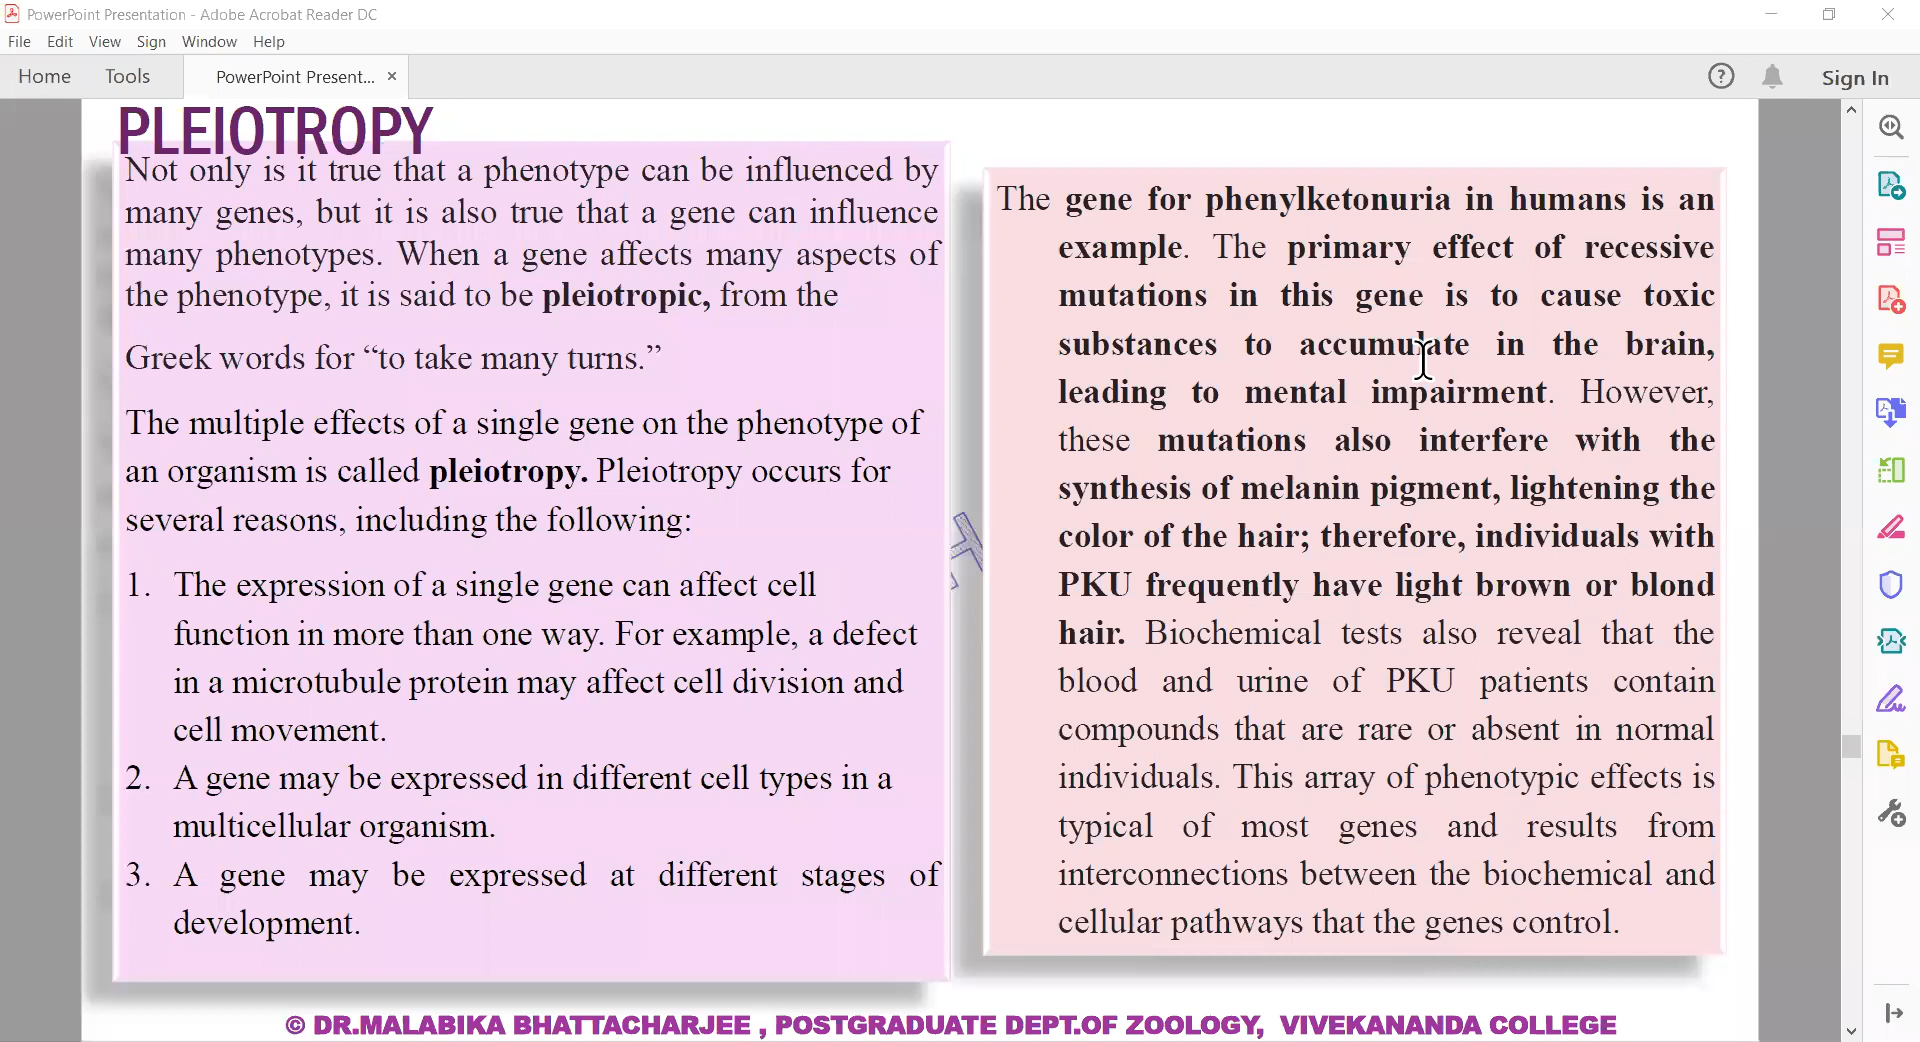 PowerPoint Presentation - Adobe Acrobat Reader DC
File Edit View Sign Window Help
Home Tools PowerPoint Present... × Sign In
PLEIOTROPY
Not only is it true that a phenotype can be influenced by
many genes, but it is also true that a gene can influence
many phenotypes. When a gene affects many aspects of
the phenotype, it is said to be pleiotropic, from the
Greek words for “to take many turns.”
The multiple effects of a single gene on the phenotype of
an organism is called pleiotropy. Pleiotropy occurs for
several reasons, including the following:
1. The expression of a single gene can affect cell
function in more than one way. For example, a defect
in a microtubule protein may affect cell division and
cell movement.
2. A gene may be expressed in different cell types in a
multicellular organism.
3. A gene may be expressed at different stages of
development.
The gene for phenylketonuria in humans is an
example. The primary effect of recessive
mutations in this gene is to cause toxic
substances to accumulate in the brain,
leading to mental impairment. However,
these mutations also interfere with the
synthesis of melanin pigment, lightening the
color of the hair; therefore, individuals with
PKU frequently have light brown or blond
hair. Biochemical tests also reveal that the
blood and urine of PKU patients contain
compounds that are rare or absent in normal
individuals. This array of phenotypic effects is
typical of most genes and results from
interconnections between the biochemical and
cellular pathways that the genes control.
© DR.MALABIKA BHATTACHARJEE , POSTGRADUATE DEPT.OF ZOOLOGY, VIVEKANANDA COLLEGE